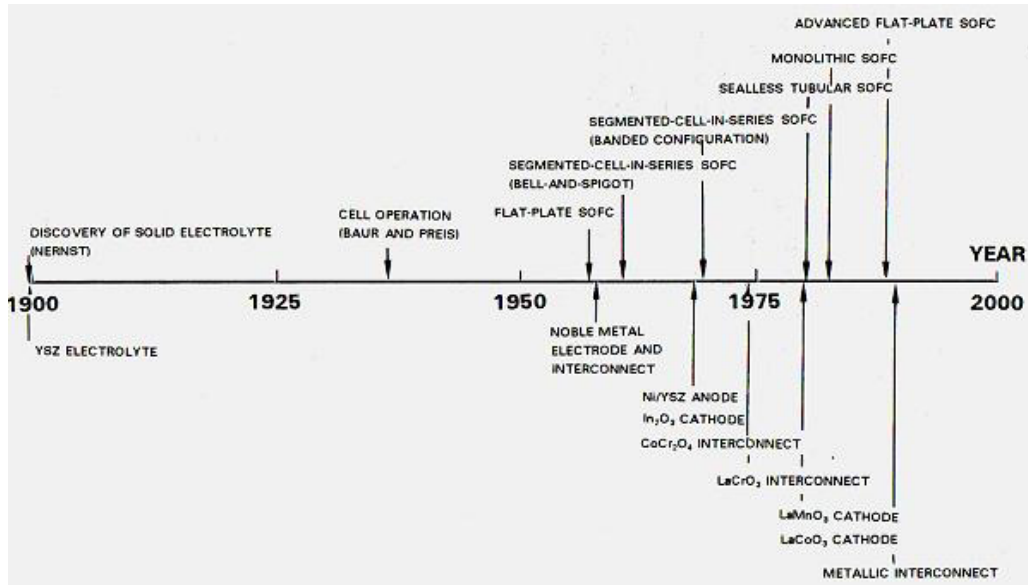 ADVANCED FLAT-PLATE SOFC
MONOLITHIC SOFC
SEALLESS TUBULAR SOFC
SEGMENTED-CELL-IN-SERIES SOFC
(BANDED CONFIGURATION)
SEGMENTED-CELL-IN-SERIES SOFC
(BELL-AND-SPIGOT)
FLAT-PLATE SOFC
CELL OPERATION
(BAUR AND PREIS)
DISCOVERY OF SOLID ELECTROLYTE
(NERNST)
YEAR
1900 1925 1950 1975 2000
YSZ ELECTROLYTE
NOBLE METAL
ELECTRODE AND
INTERCONNECT
Ni/YSZ ANODE
In₂O₃ CATHODE
CoCr₂O₄ INTERCONNECT
LaCrO₃ INTERCONNECT
LaMnO₃ CATHODE
LaCoO₃ CATHODE
METALLIC INTERCONNECT